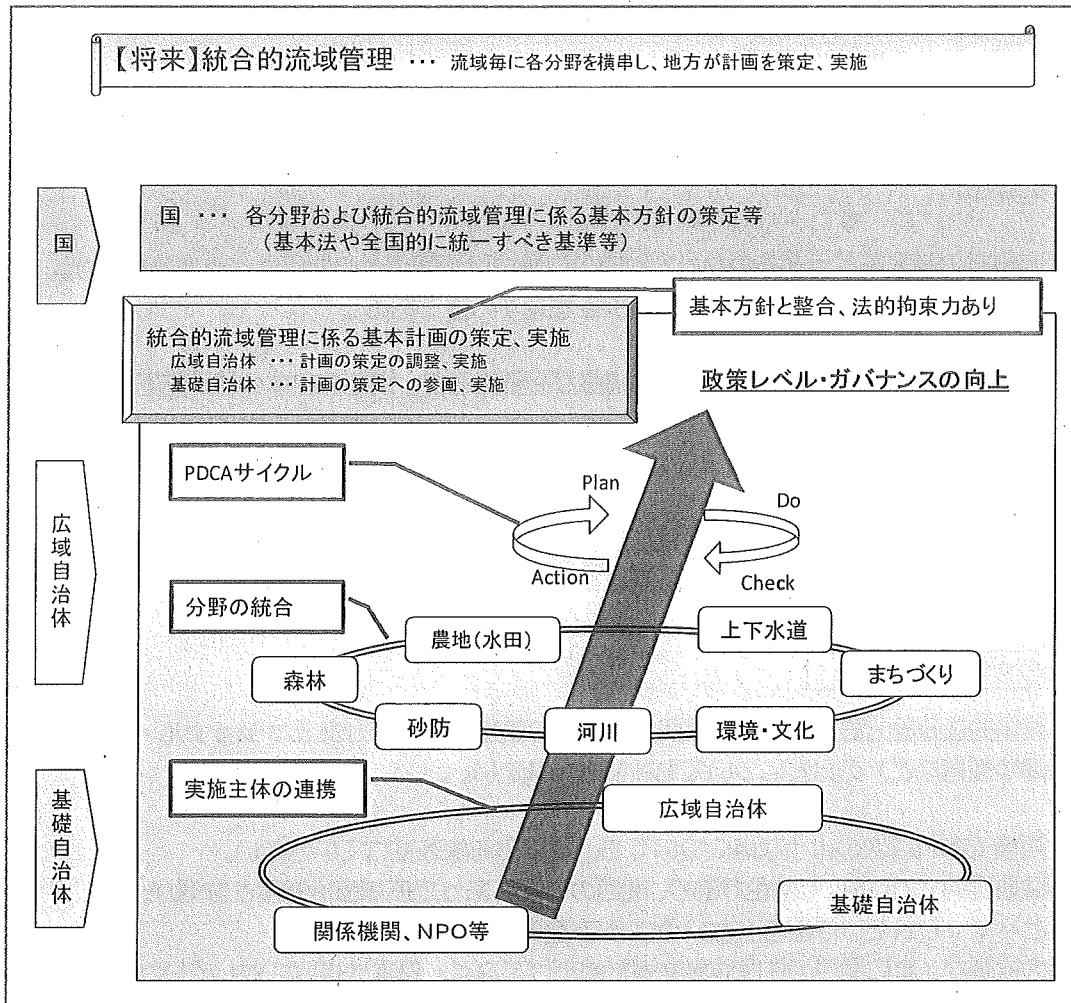 【将来】統合的流域管理 ・・・ 流域毎に各分野を横串し、地方が計画を策定、実施
国
国 ・・・ 各分野および統合的流域管理に係る基本方針の策定等
（基本法や全国的に統一すべき基準等）
基本方針と整合、法的拘束力あり
統合的流域管理に係る基本計画の策定、実施
広域自治体 ・・・ 計画の策定の調整、実施
基礎自治体 ・・・ 計画の策定への参画、実施
政策レベル・ガバナンスの向上
広域自治体
PDCAサイクル
Plan
Do
Action
Check
分野の統合
農地(水田)
上下水道
森林
まちづくり
砂防
河川
環境・文化
基礎自治体
実施主体の連携
広域自治体
基礎自治体
関係機関、NPO等